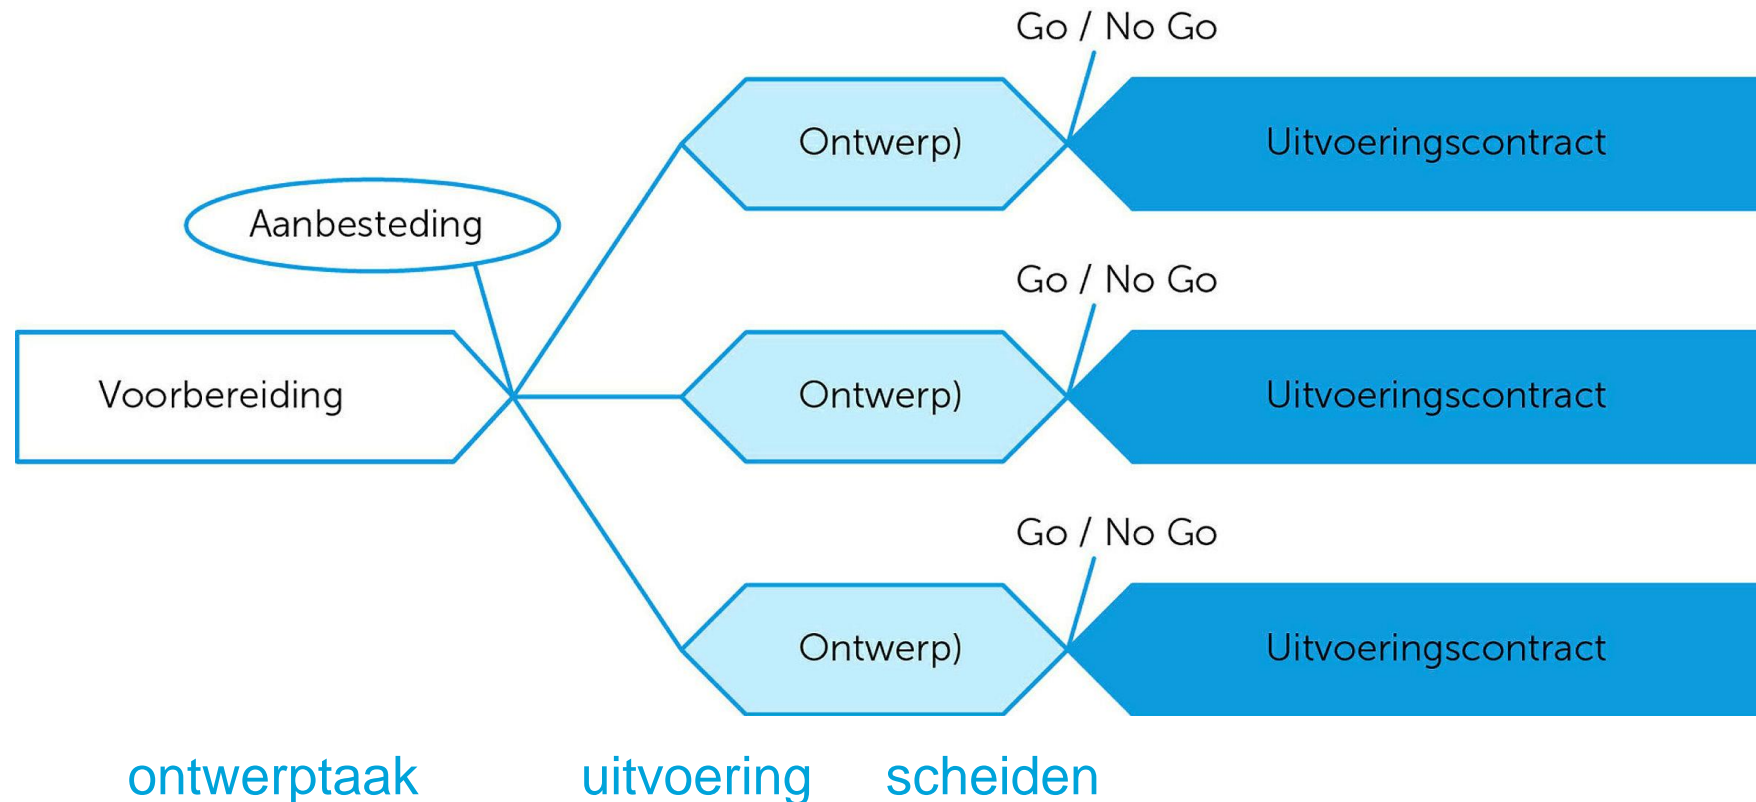 Go / No Go
Ontwerp)
Uitvoeringscontract
Aanbesteding
Go / No Go
Voorbereiding
Ontwerp)
Uitvoeringscontract
Go / No Go
Ontwerp)
Uitvoeringscontract
ontwerptaak uitvoering scheiden